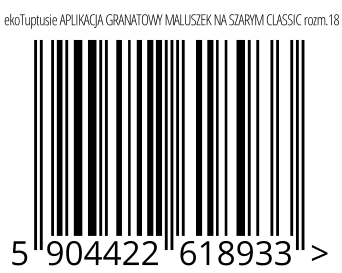 ekoTuptusie APLIKACJA GRANATOWY MALUSZEK NA SZARYM CLASSIC rozm.18
5 904422 618933 >